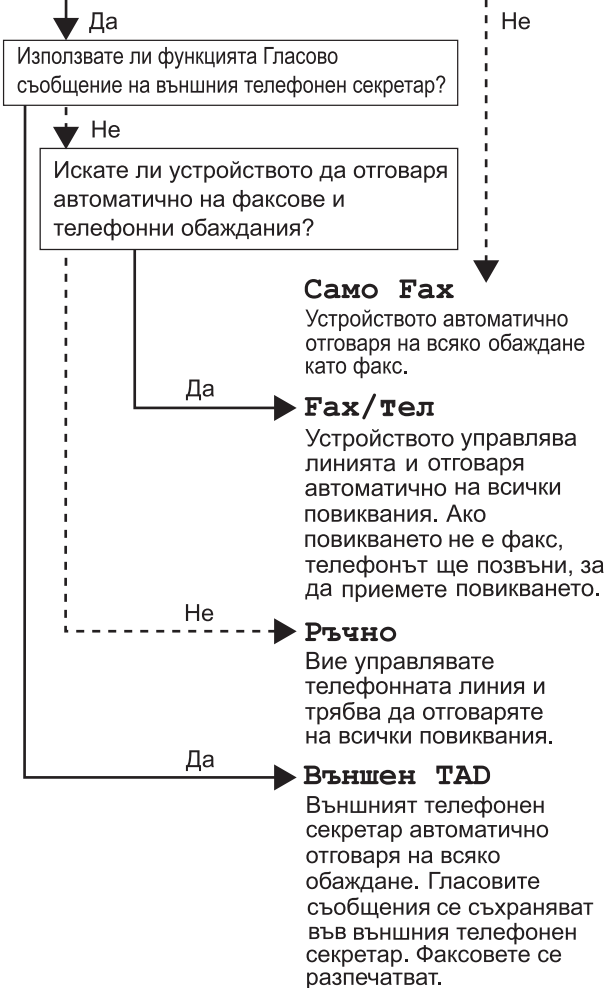 Да
Не
Използвате ли функцията Гласово
съобщение на външния телефонен секретар?
Не
Искате ли устройството да отговаря
автоматично на факсове и
телефонни обаждания?
Само Fax
Устройството автоматично
отговаря на всяко обаждане
като факс.
Да
Fax/Тел
Устройството управлява
линията и отговаря
автоматично на всички
повиквания. Ако
повикването не е факс,
телефонът ще позвъни, за
да приемете повикването.
Не
Ръчно
Вие управлявате
телефонната линия и
трябва да отговаряте
на всички повиквания.
Да
Външен TAD
Външният телефонен
секретар автоматично
отговаря на всяко
обаждане. Гласовите
съобщения се съхраняват
във външния телефонен
секретар. Факсовете се
разпечатват.